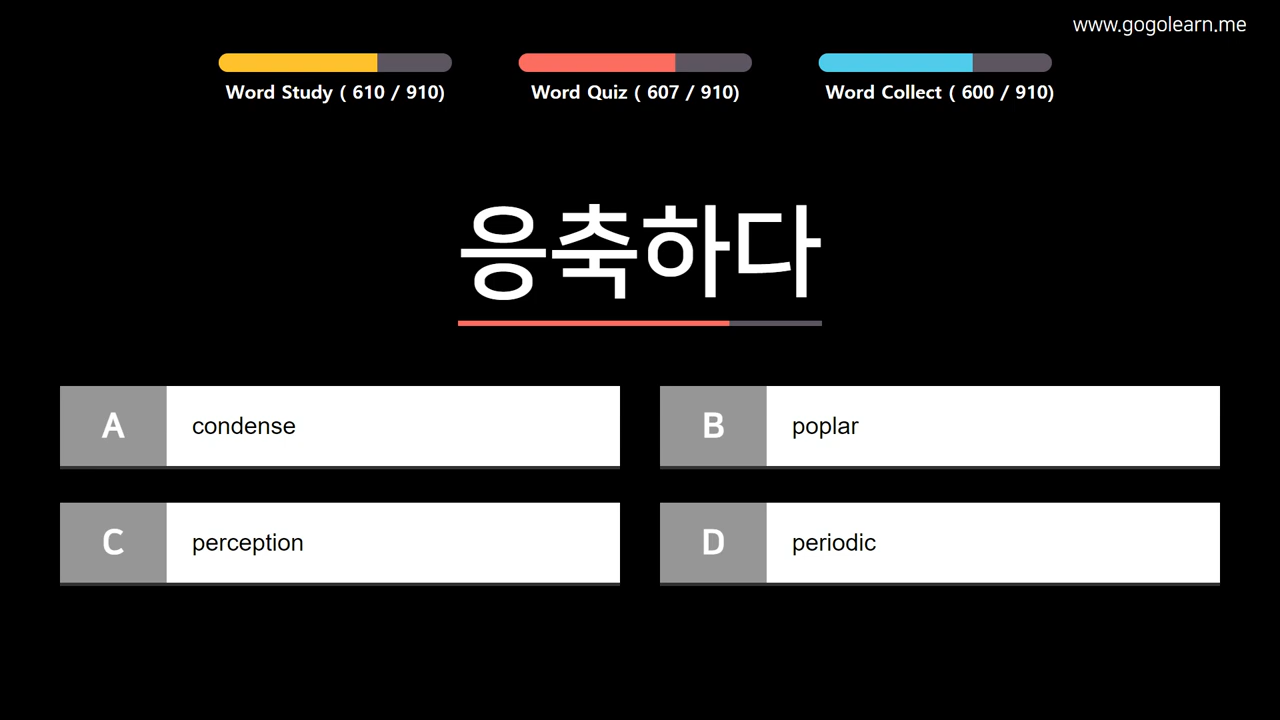 www.gogolearn.me
Word Study ( 610 / 910)
Word Quiz ( 607 / 910)
Word Collect ( 600 / 910)
응축하다
A condense
B poplar
C perception
D periodic